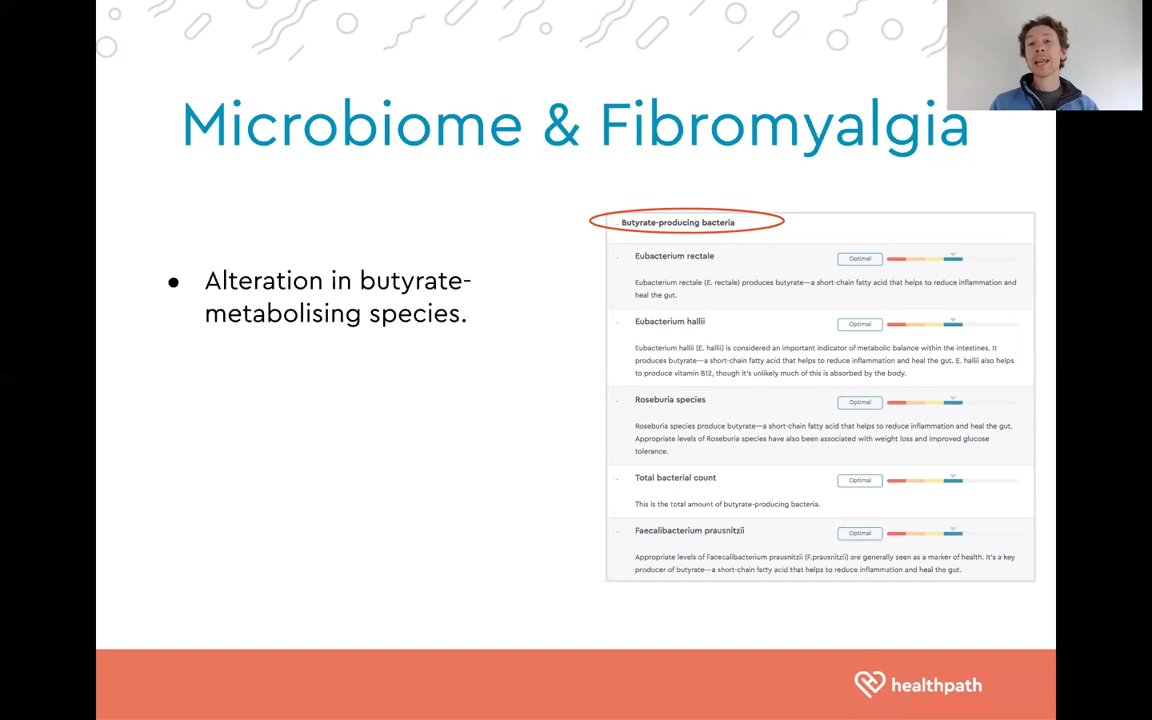 Microbiome & Fibromyalgia
● Alteration in butyrate-
metabolising species.
Butyrate-producing bacteria
Eubacterium rectale
Optimal
Eubacterium rectale (E. rectale) produces butyrate—a short-chain fatty acid that helps to reduce inflammation and
heal the gut.
Eubacterium hallii
Optimal
Eubacterium hallii (E. hallii) is considered an important indicator of metabolic balance within the intestines. It
produces butyrate—a short-chain fatty acid that helps to reduce inflammation and heal the gut. E. hallii also helps
to produce vitamin B12, though it's unlikely much of this is absorbed by the body.
Roseburia species
Optimal
Roseburia species produce butyrate—a short-chain fatty acid that helps to reduce inflammation and heal the gut.
Appropriate levels of Roseburia species have also been associated with weight loss and improved glucose
tolerance.
Total bacterial count
Optimal
This is the total amount of butyrate-producing bacteria.
Faecalibacterium prausnitzii
Optimal
Appropriate levels of Facecalibacterium prausnitzii (F.prausnitzii) are generally seen as a marker of health. It's a key
producer of butyrate—a short-chain fatty acid that helps to reduce inflammation and heal the gut.
healthpath